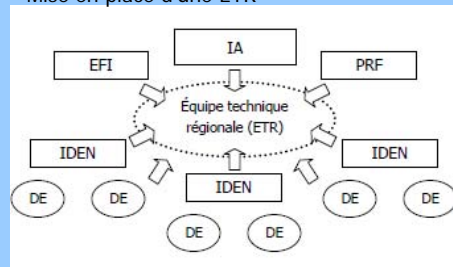 Mise en place d'une ETR
IA
EFI
PRF
Équipe technique
régionale (ETR)
IDEN
IDEN
IDEN
DE
DE
DE
DE
DE
DE